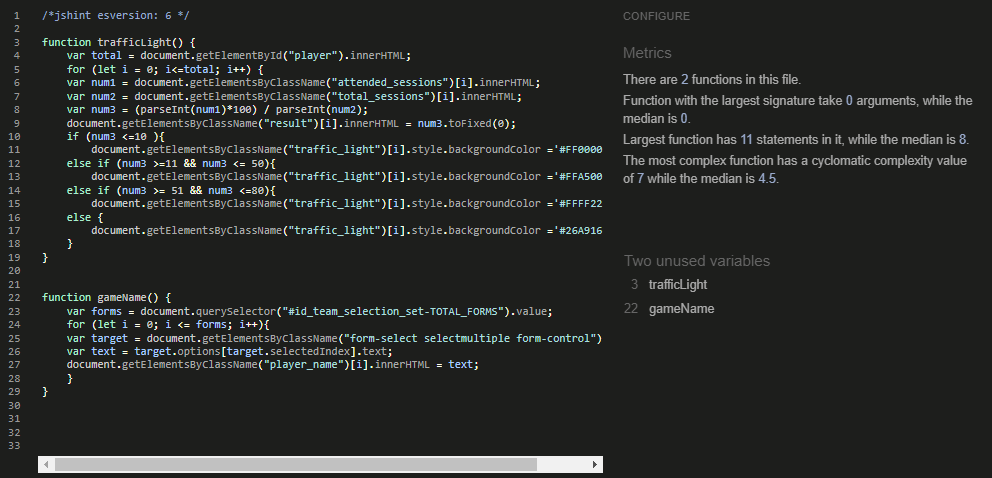 1 /*jshint esversion: 6 */
2
3 function trafficLight() {
4 var total = document.getElementById("player").innerHTML;
5 for (let i = 0; i<=total; i++) {
6 var num1 = document.getElementsByClassName("attended_sessions")[i].innerHTML;
7 var num2 = document.getElementsByClassName("total_sessions")[i].innerHTML;
8 var num3 = (parseInt(num1)*100) / parseInt(num2);
9 document.getElementsByClassName("result")[i].innerHTML = num3.toFixed(0);
10 if (num3 <=10 ){
11 document.getElementsByClassName("traffic_light")[i].style.backgroundColor ='#FF0000
12 else if (num3 >=11 && num3 <= 50){
13 document.getElementsByClassName("traffic_light")[i].style.backgroundColor ='#FFA500
14 else if (num3 >= 51 && num3 <=80){
15 document.getElementsByClassName("traffic_light")[i].style.backgroundColor ='#FFFF22
16 else {
17 document.getElementsByClassName("traffic_light")[i].style.backgroundColor ='#26A916
18 }
19 }
20
21
22 function gameName() {
23 var forms = document.querySelector("#id_team_selection_set-TOTAL_FORMS").value;
24 for (let i = 0; i <= forms; i++){
25 var target = document.getElementsByClassName("form-select selectmultiple form-control")
26 var text = target.options[target.selectedIndex].text;
27 document.getElementsByClassName("player_name")[i].innerHTML = text;
28 }
29 }
30
31
32
33
CONFIGURE
Metrics
There are 2 functions in this file.
Function with the largest signature take 0 arguments, while the
median is 0.
Largest function has 11 statements in it, while the median is 8.
The most complex function has a cyclomatic complexity value
of 7 while the median is 4.5.
Two unused variables
3 trafficLight
22 gameName